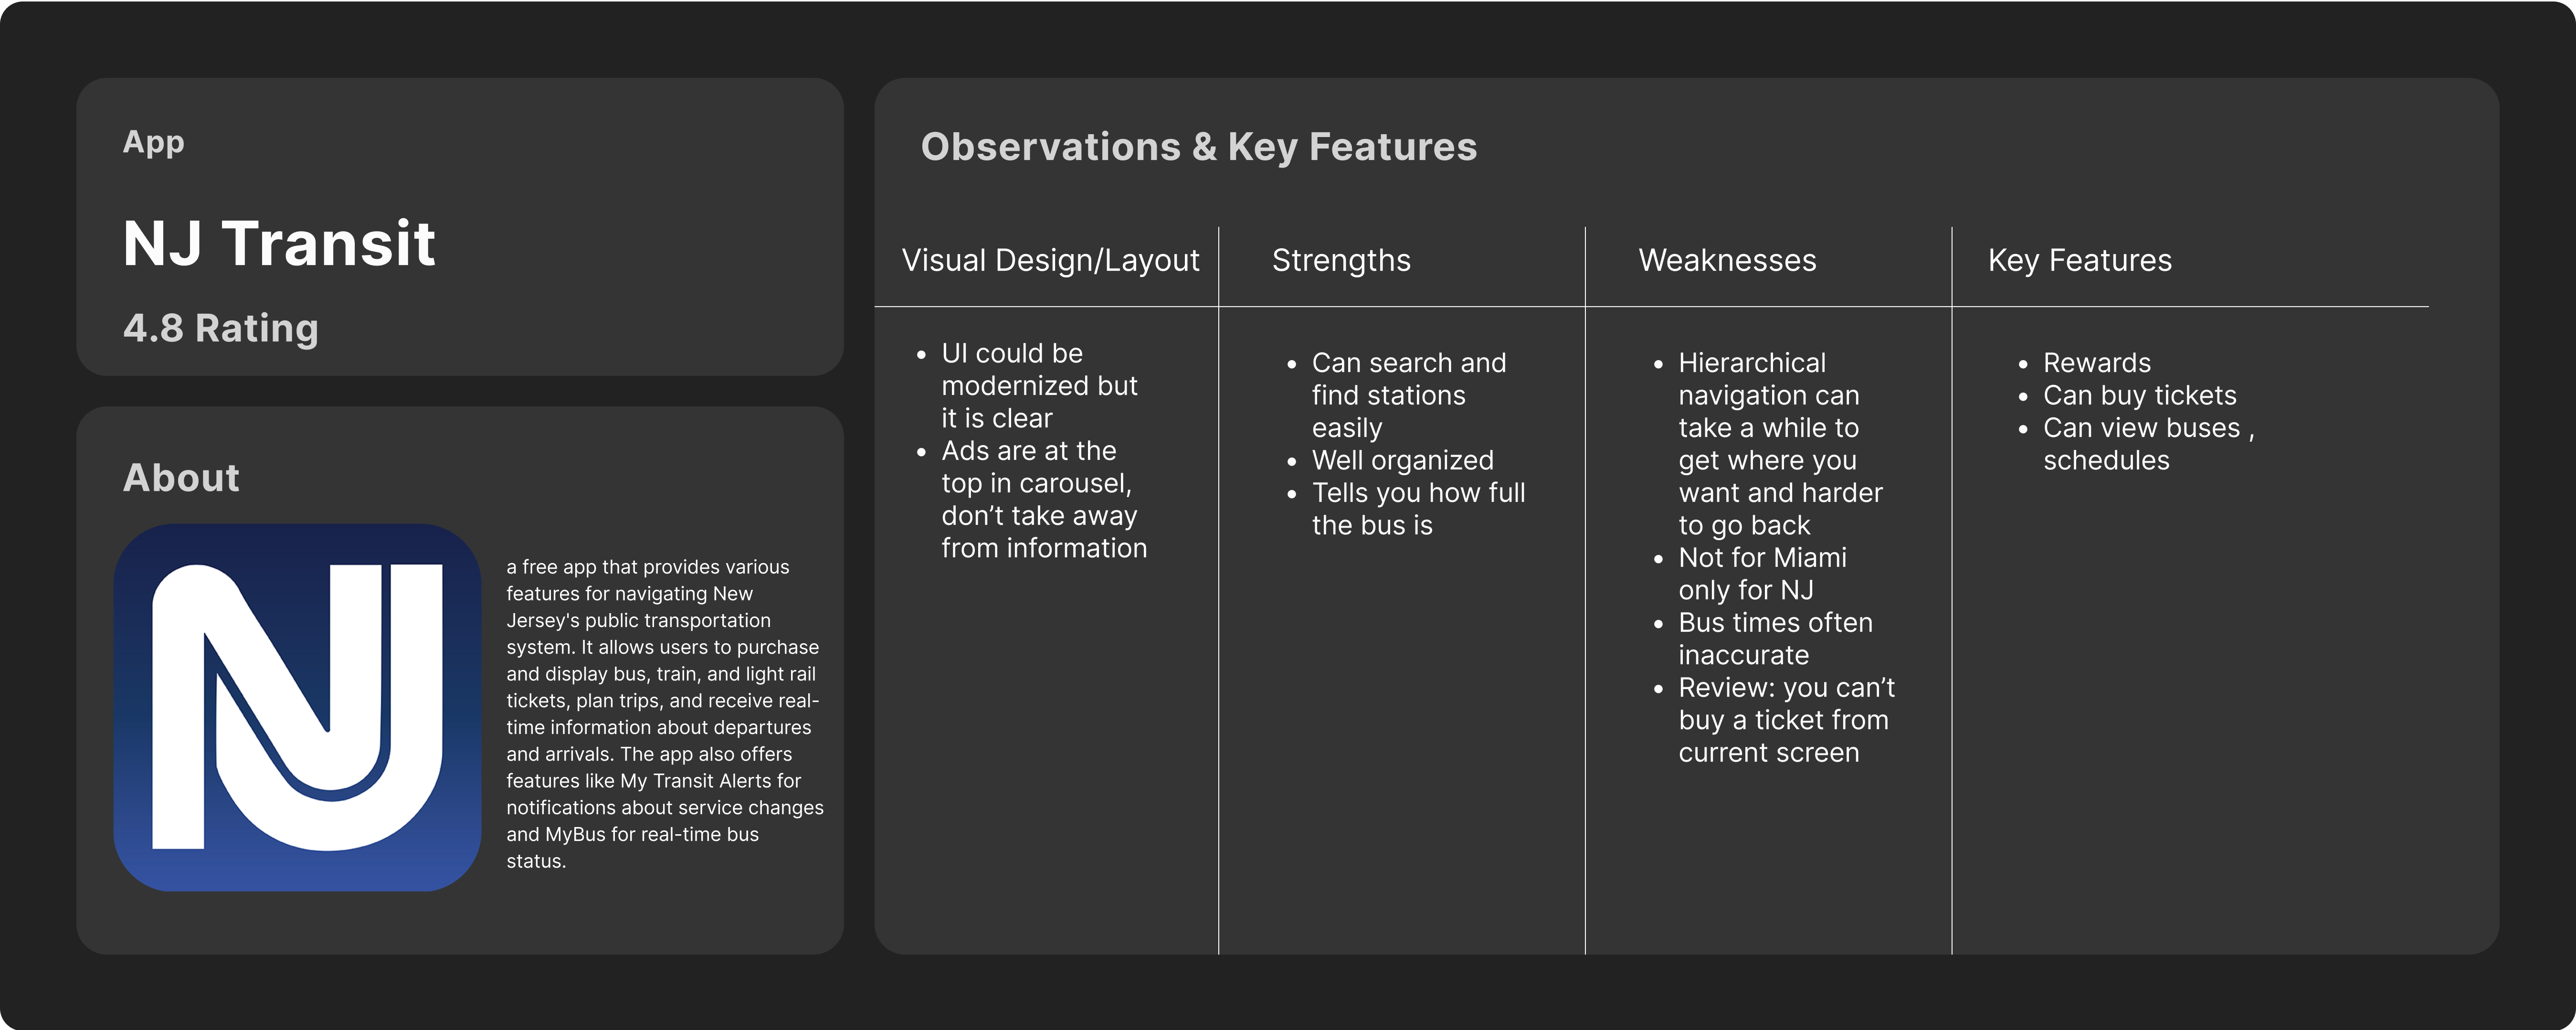 App
NJ Transit
4.8 Rating
About
NJ
a free app that provides various
features for navigating New
Jersey's public transportation
system. It allows users to purchase
and display bus, train, and light rail
tickets, plan trips, and receive real-
time information about departures
and arrivals. The app also offers
features like My Transit Alerts for
notifications about service changes
and MyBus for real-time bus
status.
Observations & Key Features
Visual Design/Layout
• UI could be
modernized but
it is clear
• Ads are at the
top in carousel,
don’t take away
from information
Strengths
• Can search and
find stations
easily
• Well organized
• Tells you how full
the bus is
Weaknesses
• Hierarchical
navigation can
take a while to
get where you
want and harder
to go back
• Not for Miami
only for NJ
• Bus times often
inaccurate
• Review: you can’t
buy a ticket from
current screen
Key Features
• Rewards
• Can buy tickets
• Can view buses ,
schedules